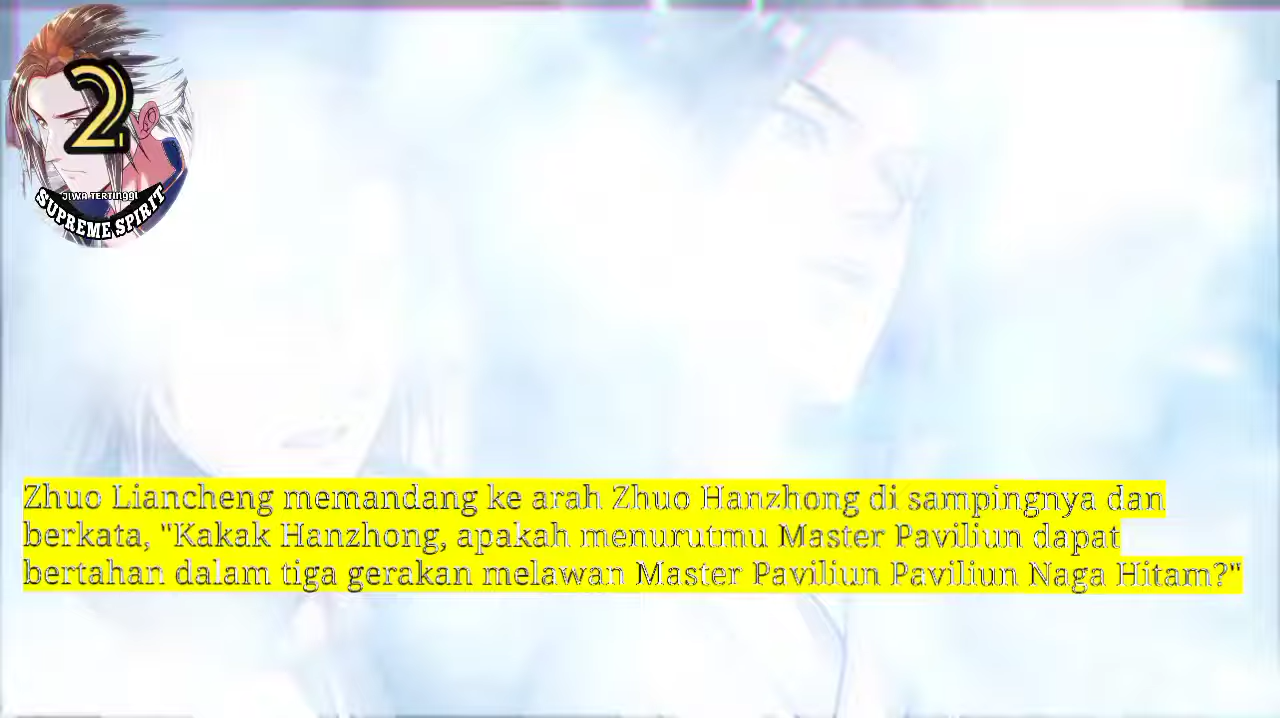 2
JIWA TERTINGGI
SUPREME SPIRIT
Zhuo Liancheng memandang ke arah Zhuo Hanzhong di sampingnya dan
berkata, "Kakak Hanzhong, apakah menurutmu Master Paviliun dapat
bertahan dalam tiga gerakan melawan Master Paviliun Paviliun Naga Hitam?"